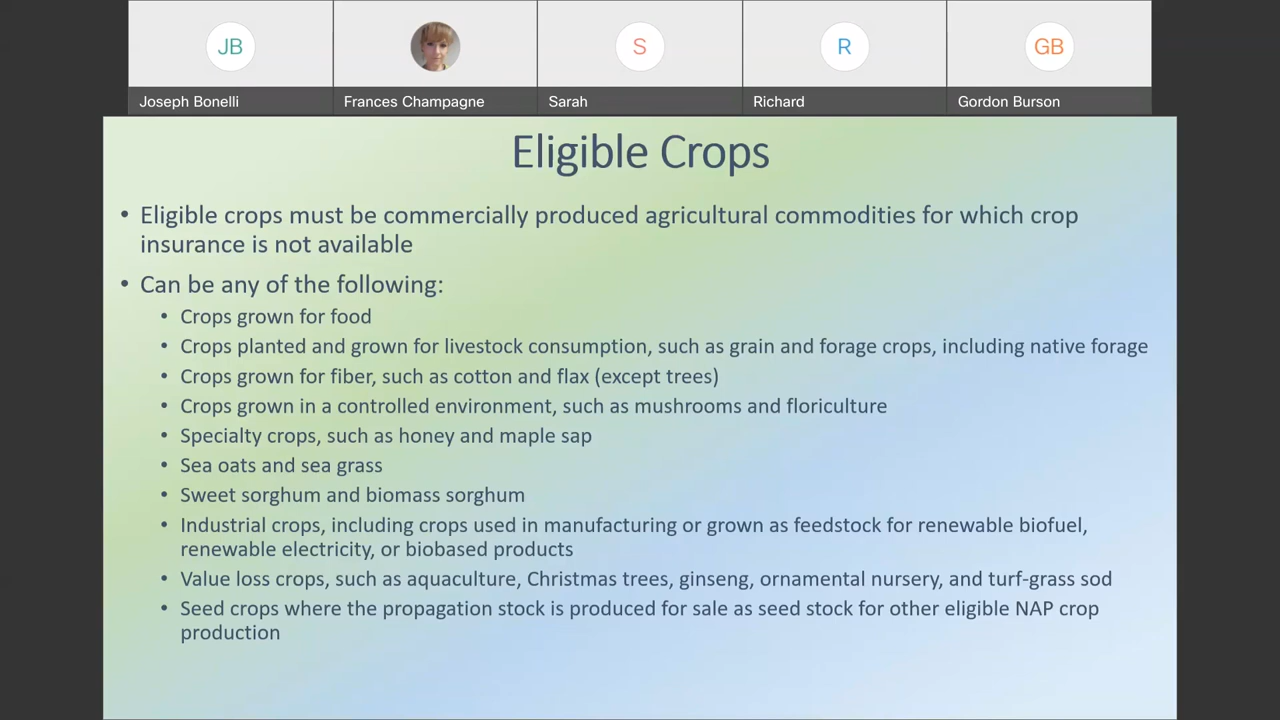 JB
S
R
GB
Joseph Bonelli
Frances Champagne
Sarah
Richard
Gordon Burson
Eligible Crops
• Eligible crops must be commercially produced agricultural commodities for which crop
insurance is not available
• Can be any of the following:
• Crops grown for food
• Crops planted and grown for livestock consumption, such as grain and forage crops, including native forage
• Crops grown for fiber, such as cotton and flax (except trees)
• Crops grown in a controlled environment, such as mushrooms and floriculture
• Specialty crops, such as honey and maple sap
• Sea oats and sea grass
• Sweet sorghum and biomass sorghum
• Industrial crops, including crops used in manufacturing or grown as feedstock for renewable biofuel,
renewable electricity, or biobased products
• Value loss crops, such as aquaculture, Christmas trees, ginseng, ornamental nursery, and turf-grass sod
• Seed crops where the propagation stock is produced for sale as seed stock for other eligible NAP crop
production